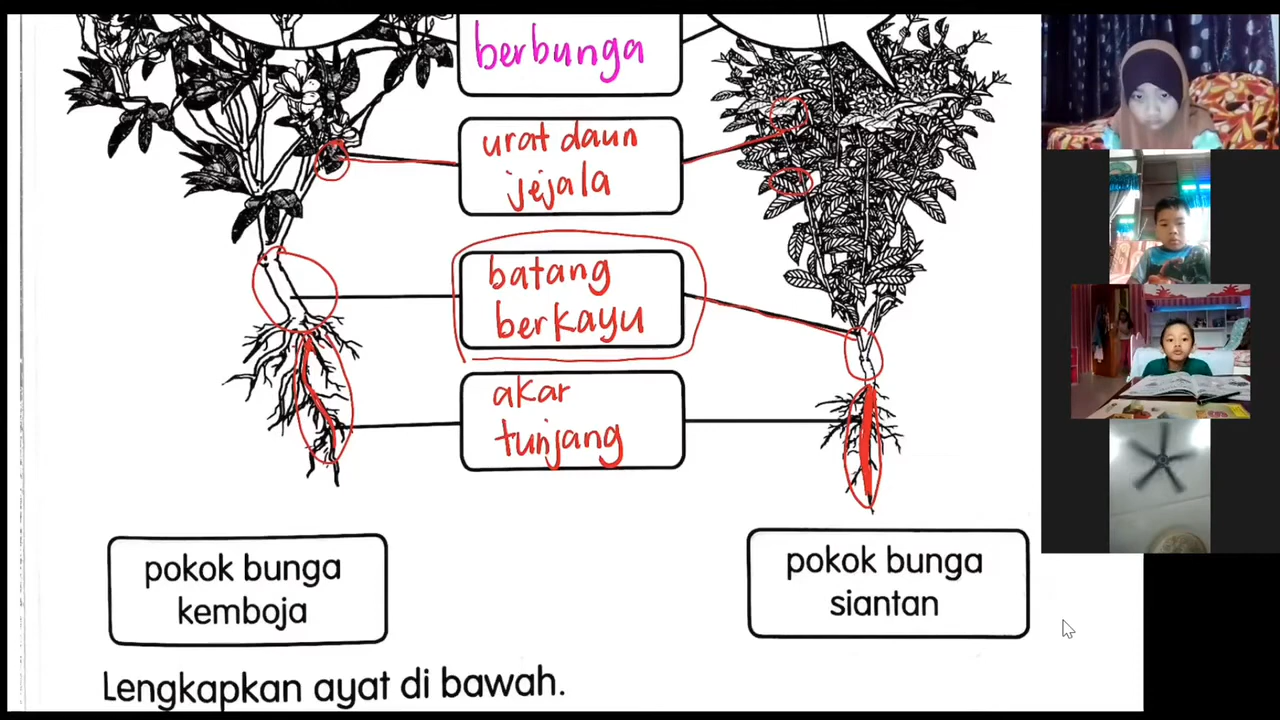 berbunga
urat daun
jejala
batang
berkayu
akar
tunjang
pokok bunga
kemboja
pokok bunga
siantan
Lengkapkan ayat di bawah.